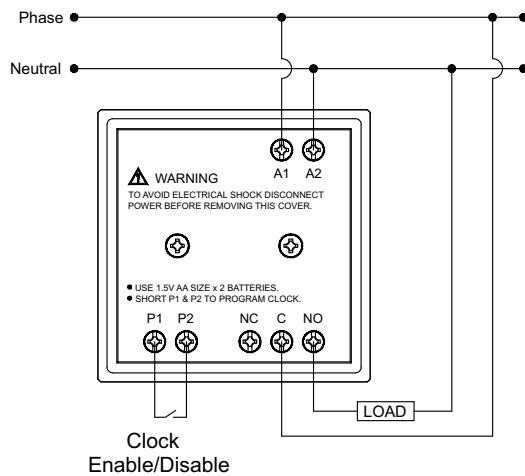 Phase
Neutral
A1 A2
WARNING
TO AVOID ELECTRICAL SHOCK DISCONNECT
POWER BEFORE REMOVING THIS COVER.
● USE 1.5V AA SIZE x 2 BATTERIES.
● SHORT P1 & P2 TO PROGRAM CLOCK.
P1 P2 NC C NO
LOAD
Clock
Enable/Disable